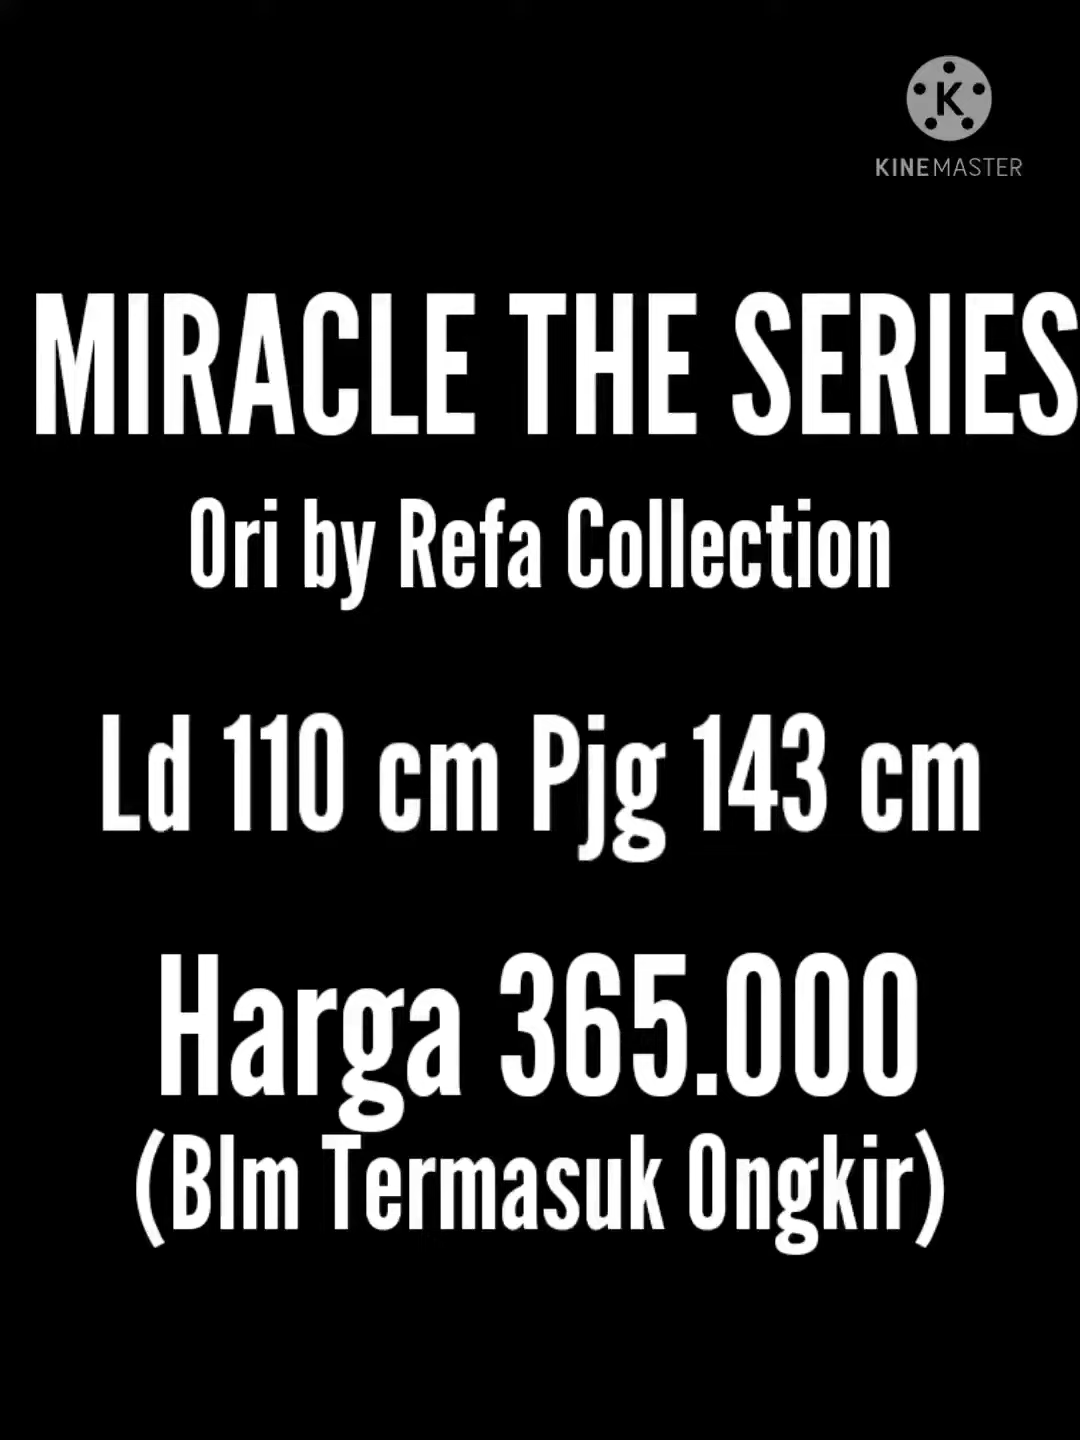 KINEMASTER
MIRACLE THE SERIES
Ori by Refa Collection
Ld 110 cm Pjg 143 cm
Harga 365.000
(Blm Termasuk Ongkir)